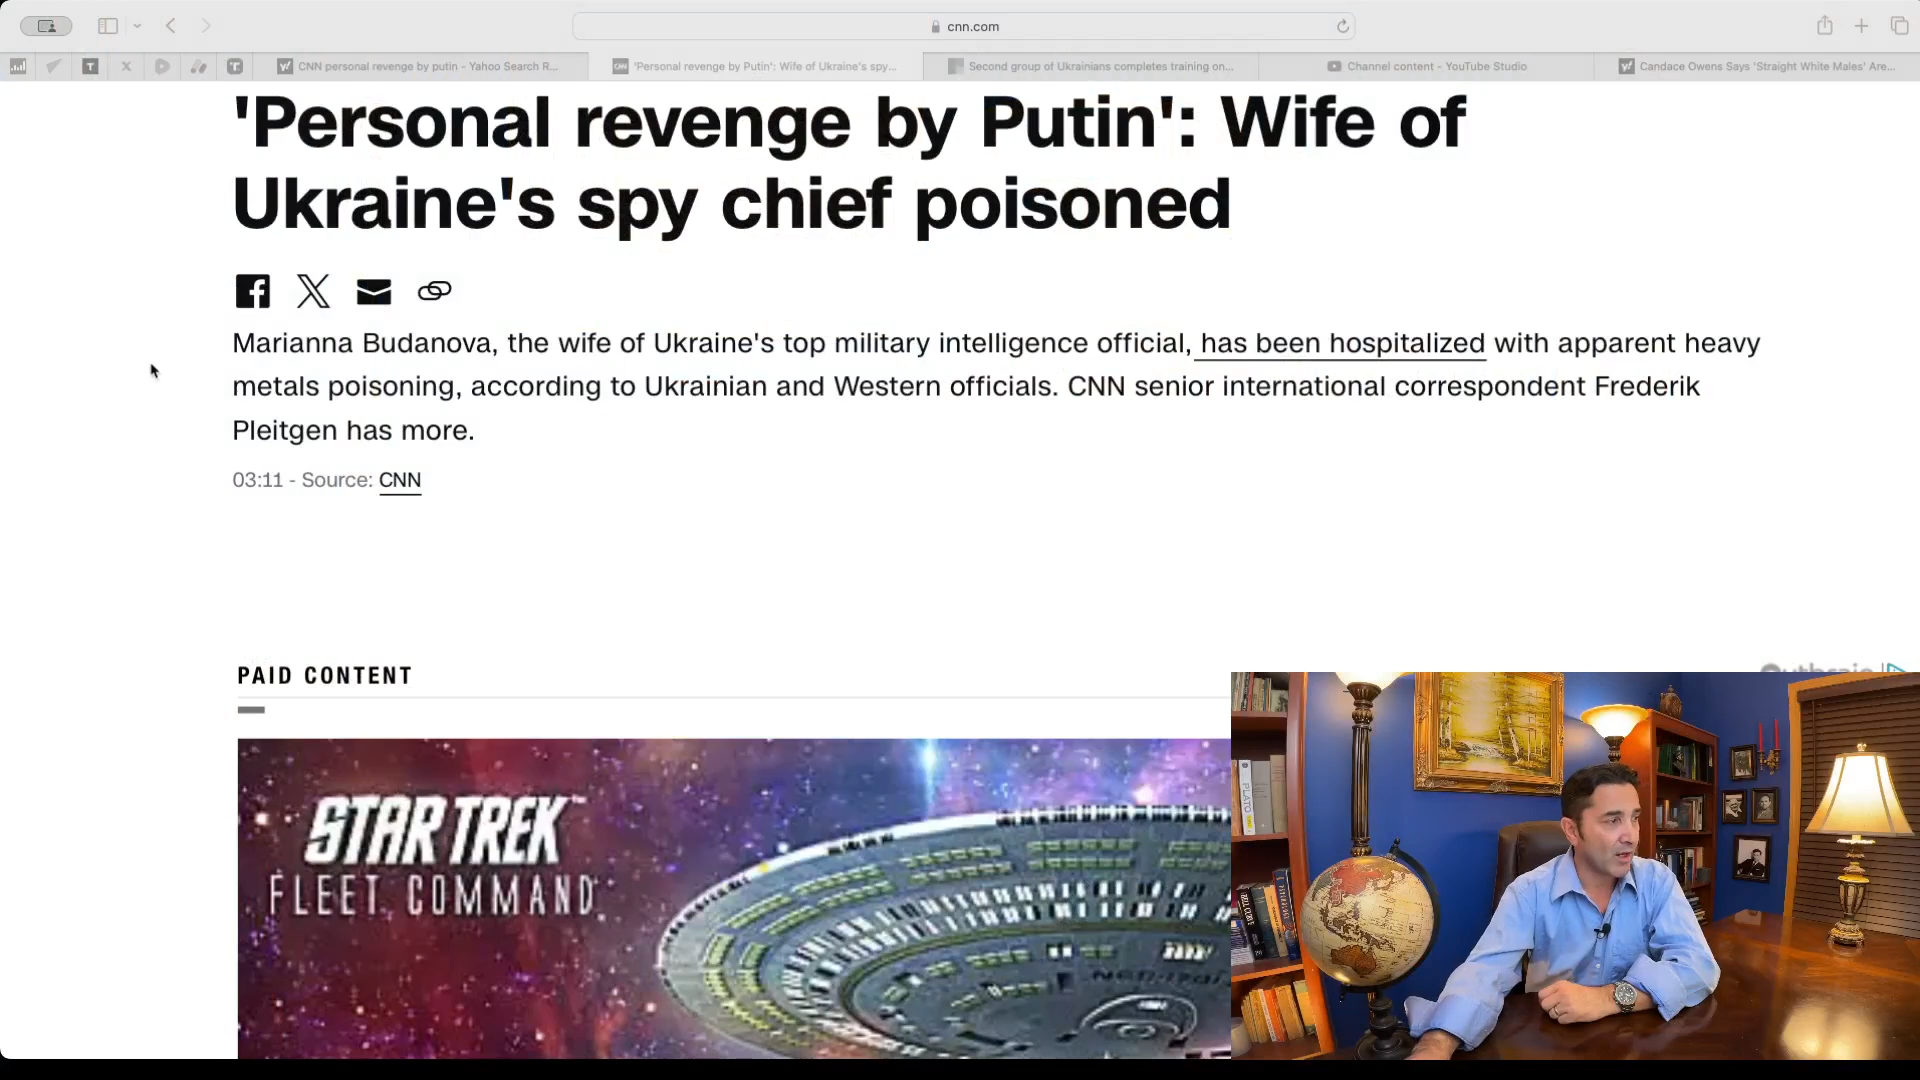 cnn.com
CNN personal revenge by putin - Yahoo Search R...
'Personal revenge by Putin': Wife of Ukraine's spy...
Second group of Ukrainians completes training on...
Channel content - YouTube Studio
Candace Owens Says 'Straight White Males' Are...
'Personal revenge by Putin': Wife of
Ukraine's spy chief poisoned
Marianna Budanova, the wife of Ukraine's top military intelligence official, has been hospitalized with apparent heavy
metals poisoning, according to Ukrainian and Western officials. CNN senior international correspondent Frederik
Pleitgen has more.
03:11 - Source: CNN
PAID CONTENT
STAR TREK™
FLEET COMMAND
PLATO